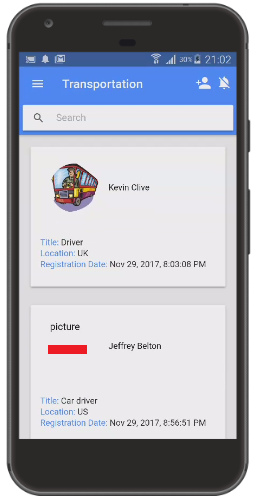 30% 21:02
Transportation
Search
Kevin Clive
Title: Driver
Location: UK
Registration Date: Nov 29, 2017, 8:03:08 PM
picture
Jeffrey Belton
Title: Car driver
Location: US
Registration Date: Nov 29, 2017, 8:56:51 PM